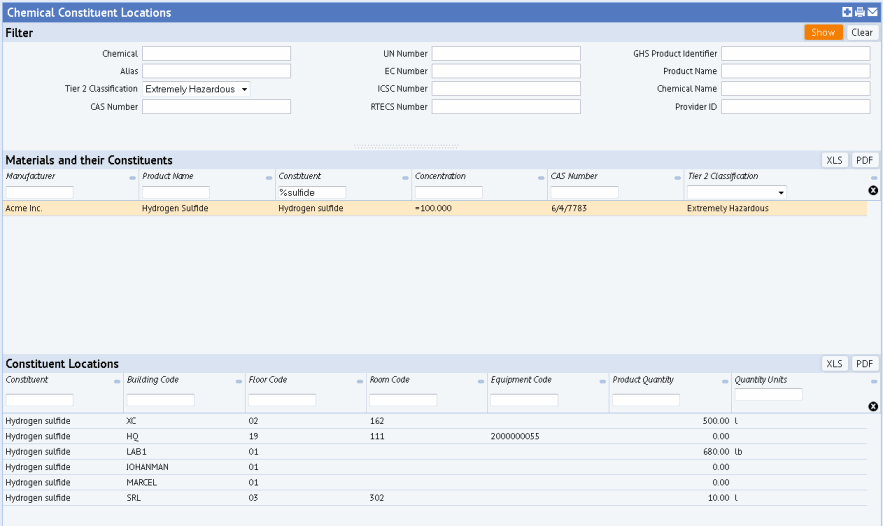 Chemical Constituent Locations
Filter Show Clear
Chemical UN Number GHS Product Identifier
Alias EC Number Product Name
Tier 2 Classification Extremely Hazardous ICSC Number Chemical Name
CAS Number RTECS Number Provider ID
Materials and their Constituents XLS PDF
Manufacturer Product Name Constituent Concentration CAS Number Tier 2 Classification
%sulfide
Acme Inc. Hydrogen Sulfide Hydrogen sulfide =100.000 6/4/7783 Extremely Hazardous
Constituent Locations XLS PDF
Constituent Building Code Floor Code Room Code Equipment Code Product Quantity Quantity Units
Hydrogen sulfide XC 02 162 500.00 l
Hydrogen sulfide HQ 19 111 2000000055 0.00
Hydrogen sulfide LAB1 01 680.00 lb
Hydrogen sulfide JOHANMAN 01 0.00
Hydrogen sulfide MARCEL 01 0.00
Hydrogen sulfide SRL 03 302 10.00 l